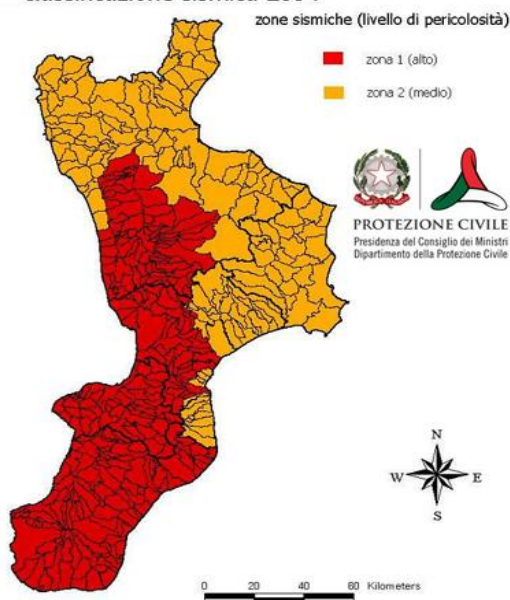 zone sismiche (livello di pericolosità)
zona 1 (alto)
zona 2 (medio)
PROTEZIONE CIVILE
Presidenza del Consiglio dei Ministri
Dipartimento della Protezione Civile
N
W E
S
0 20 40 60 Kilometers